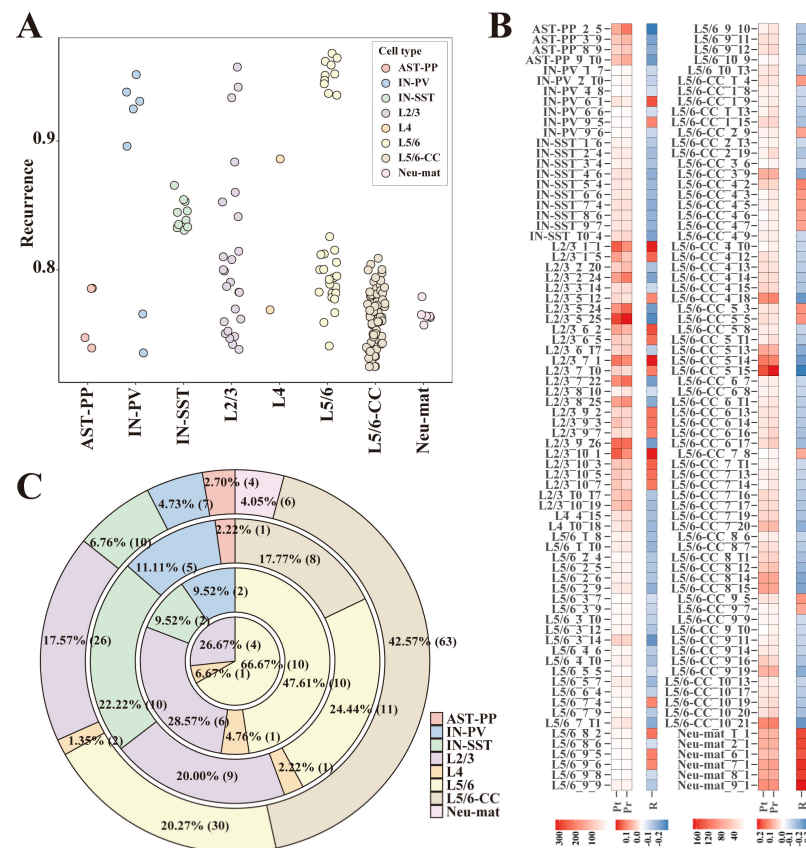 A
Recurrence
0.9
0.8
Cell type
AST-PP
IN-PV
IN-SST
L2/3
L4
L5/6
L5/6-CC
Neu-mat
AST-PP
IN-PV
IN-SST
L2/3
L4
L5/6
L5/6-CC
Neu-mat
C
2.70% (4)
4.05% (6)
4.73% (7)
6.76% (10)
2.22% (1)
17.77% (8)
11.11% (5)
9.52% (2)
9.52% (2)
26.67% (4)
17.57% (26)
42.57% (63)
66.67% (10)
6.67% (1)
47.61% (10)
22.22% (10)
28.57% (6)
24.44% (11)
4.76% (1)
1.35% (2)
2.22% (1)
20.00% (9)
20.27% (30)
AST-PP
IN-PV
IN-SST
L2/3
L4
L5/6
L5/6-CC
Neu-mat
B
AST-PP_2_5
AST-PP_3_9
AST-PP_8_9
AST-PP_9_10
IN-PV_1_7
IN-PV_2_10
IN-PV_4_8
IN-PV_6_1
IN-PV_6_6
IN-PV_9_5
IN-PV_9_6
IN-SST_1_6
IN-SST_2_4
IN-SST_3_4
IN-SST_4_6
IN-SST_5_4
IN-SST_6_6
IN-SST_7_4
IN-SST_8_6
IN-SST_9_7
IN-SST_10_4
L2/3_1_1
L2/3_1_5
L2/3_2_20
L2/3_2_24
L2/3_3_14
L2/3_5_12
L2/3_5_24
L2/3_5_25
L2/3_6_2
L2/3_6_5
L2/3_6_17
L2/3_7_1
L2/3_7_10
L2/3_7_22
L2/3_8_10
L2/3_8_25
L2/3_9_2
L2/3_9_3
L2/3_9_7
L2/3_9_26
L2/3_10_1
L2/3_10_3
L2/3_10_5
L2/3_10_7
L2/3_10_17
L2/3_10_19
L4_4_15
L4_10_18
L5/6_1_8
L5/6_1_10
L5/6_2_4
L5/6_2_5
L5/6_2_6
L5/6_2_9
L5/6_3_7
L5/6_3_9
L5/6_3_10
L5/6_3_12
L5/6_3_14
L5/6_4_6
L5/6_4_10
L5/6_5_5
L5/6_5_7
L5/6_6_4
L5/6_7_4
L5/6_7_9
L5/6_7_11
L5/6_8_2
L5/6_8_6
L5/6_9_5
L5/6_9_6
L5/6_9_8
L5/6_9_9
Pt
Pr
R
300
100
0.1
0.0
-0.1
-0.2
L5/6_9_10
L5/6_9_11
L5/6_9_12
L5/6_10_9
L5/6_10_13
L5/6-CC_1_4
L5/6-CC_1_8
L5/6-CC_1_9
L5/6-CC_1_13
L5/6-CC_1_15
L5/6-CC_2_9
L5/6-CC_2_13
L5/6-CC_2_19
L5/6-CC_3_6
L5/6-CC_3_9
L5/6-CC_4_2
L5/6-CC_4_3
L5/6-CC_4_5
L5/6-CC_4_6
L5/6-CC_4_7
L5/6-CC_4_9
L5/6-CC_4_10
L5/6-CC_4_12
L5/6-CC_4_13
L5/6-CC_4_14
L5/6-CC_4_15
L5/6-CC_4_18
L5/6-CC_5_3
L5/6-CC_5_5
L5/6-CC_5_8
L5/6-CC_5_11
L5/6-CC_5_13
L5/6-CC_5_14
L5/6-CC_5_15
L5/6-CC_6_7
L5/6-CC_6_8
L5/6-CC_6_11
L5/6-CC_6_13
L5/6-CC_6_14
L5/6-CC_6_16
L5/6-CC_6_17
L5/6-CC_7_8
L5/6-CC_7_11
L5/6-CC_7_13
L5/6-CC_7_14
L5/6-CC_7_16
L5/6-CC_7_17
L5/6-CC_7_19
L5/6-CC_7_20
L5/6-CC_8_6
L5/6-CC_8_7
L5/6-CC_8_11
L5/6-CC_8_12
L5/6-CC_8_14
L5/6-CC_8_15
L5/6-CC_9_5
L5/6-CC_9_7
L5/6-CC_9_9
L5/6-CC_9_10
L5/6-CC_9_11
L5/6-CC_9_14
L5/6-CC_9_16
L5/6-CC_9_19
L5/6-CC_10_13
L5/6-CC_10_17
L5/6-CC_10_19
L5/6-CC_10_20
L5/6-CC_10_21
Neu-mat_1_1
Neu-mat_2_1
Neu-mat_6_1
Neu-mat_7_1
Neu-mat_8_1
Neu-mat_9_1
Pt
Pr
R
160
120
80
40
0.2
0.1
0.0
-0.1
-0.2